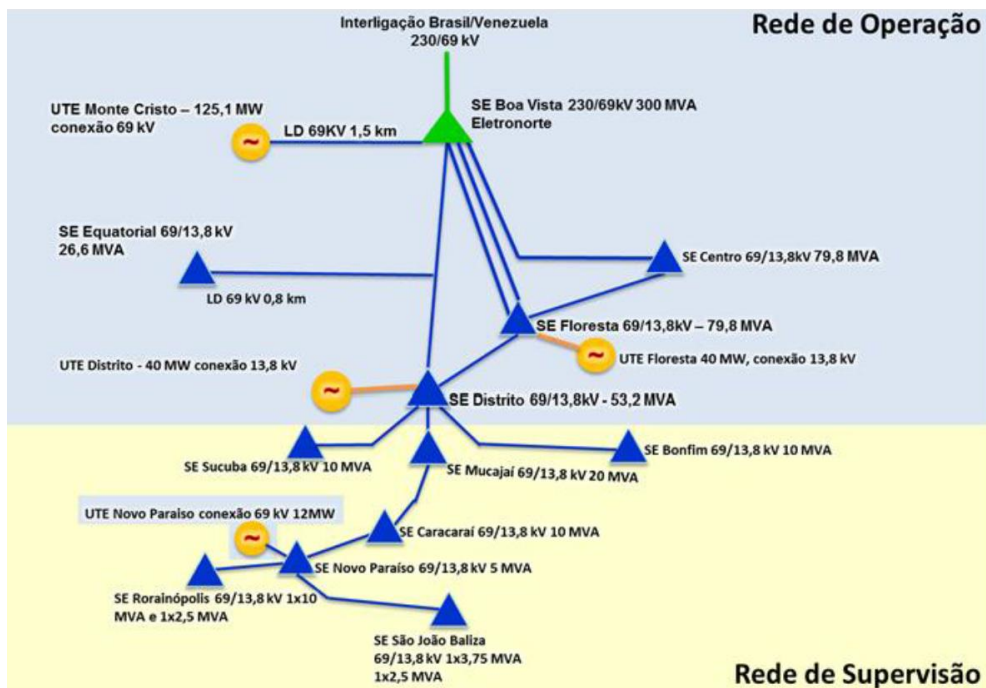 Interligação Brasil/Venezuela
230/69 kV
Rede de Operação
UTE Monte Cristo – 125,1 MW
conexão 69 kV
LD 69KV 1,5 km
SE Boa Vista 230/69kV 300 MVA
Eletronorte
SE Equatorial 69/13,8 kV
26,6 MVA
LD 69 kV 0,8 km
SE Centro 69/13,8kV 79,8 MVA
SE Floresta 69/13,8kV – 79,8 MVA
UTE Floresta 40 MW, conexão 13,8 kV
UTE Distrito - 40 MW conexão 13,8 kV
SE Distrito 69/13,8kV - 53,2 MVA
SE Sucuba 69/13,8 kV 10 MVA
SE Mucajaí 69/13,8 kV 20 MVA
SE Bonfim 69/13,8 kV 10 MVA
UTE Novo Paraiso conexão 69 kV 12MW
SE Caracaraí 69/13,8 kV 10 MVA
SE Novo Paraíso 69/13,8 kV 5 MVA
SE Rorainópolis 69/13,8 kV 1x10
MVA e 1x2,5 MVA
SE São João Baliza
69/13,8 kV 1x3,75 MVA
1x2,5 MVA
Rede de Supervisão